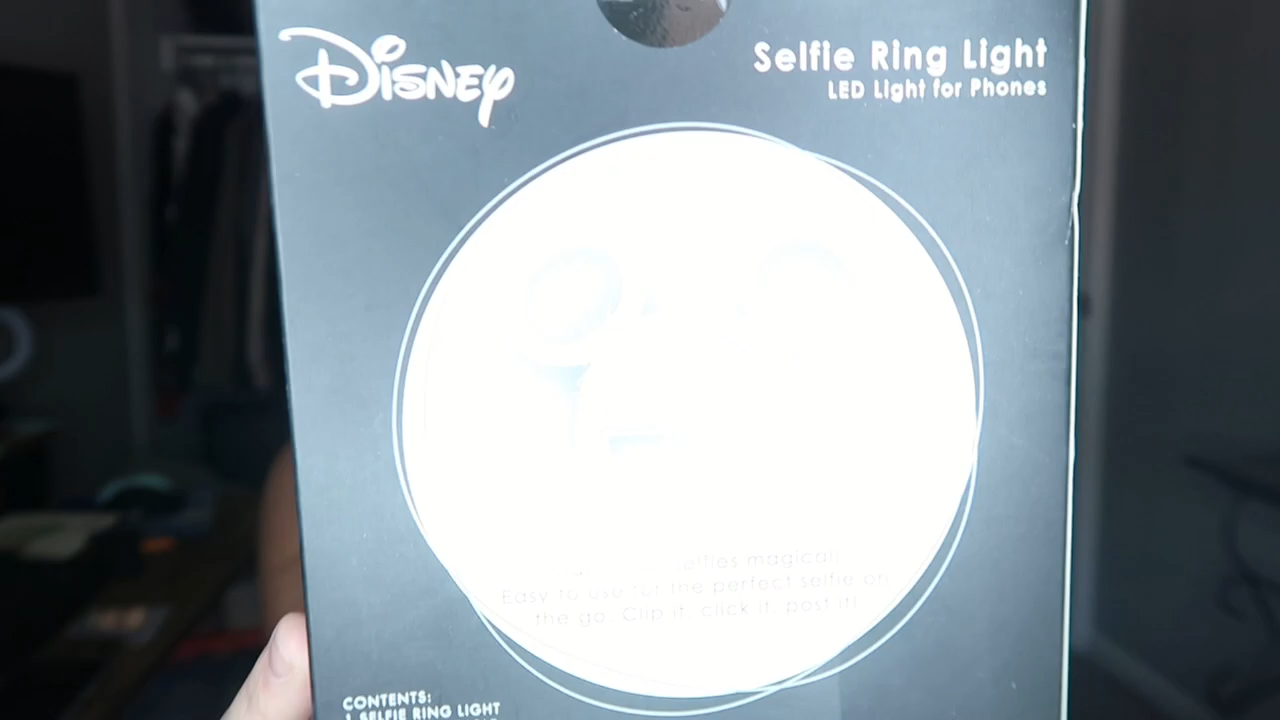 Disney
Selfie Ring Light
LED Light for Phones
selfies magical!
Easy to use for the perfect selfie on
the go. Clip it, click it, post it!
CONTENTS:
1 SELFIE RING LIGHT